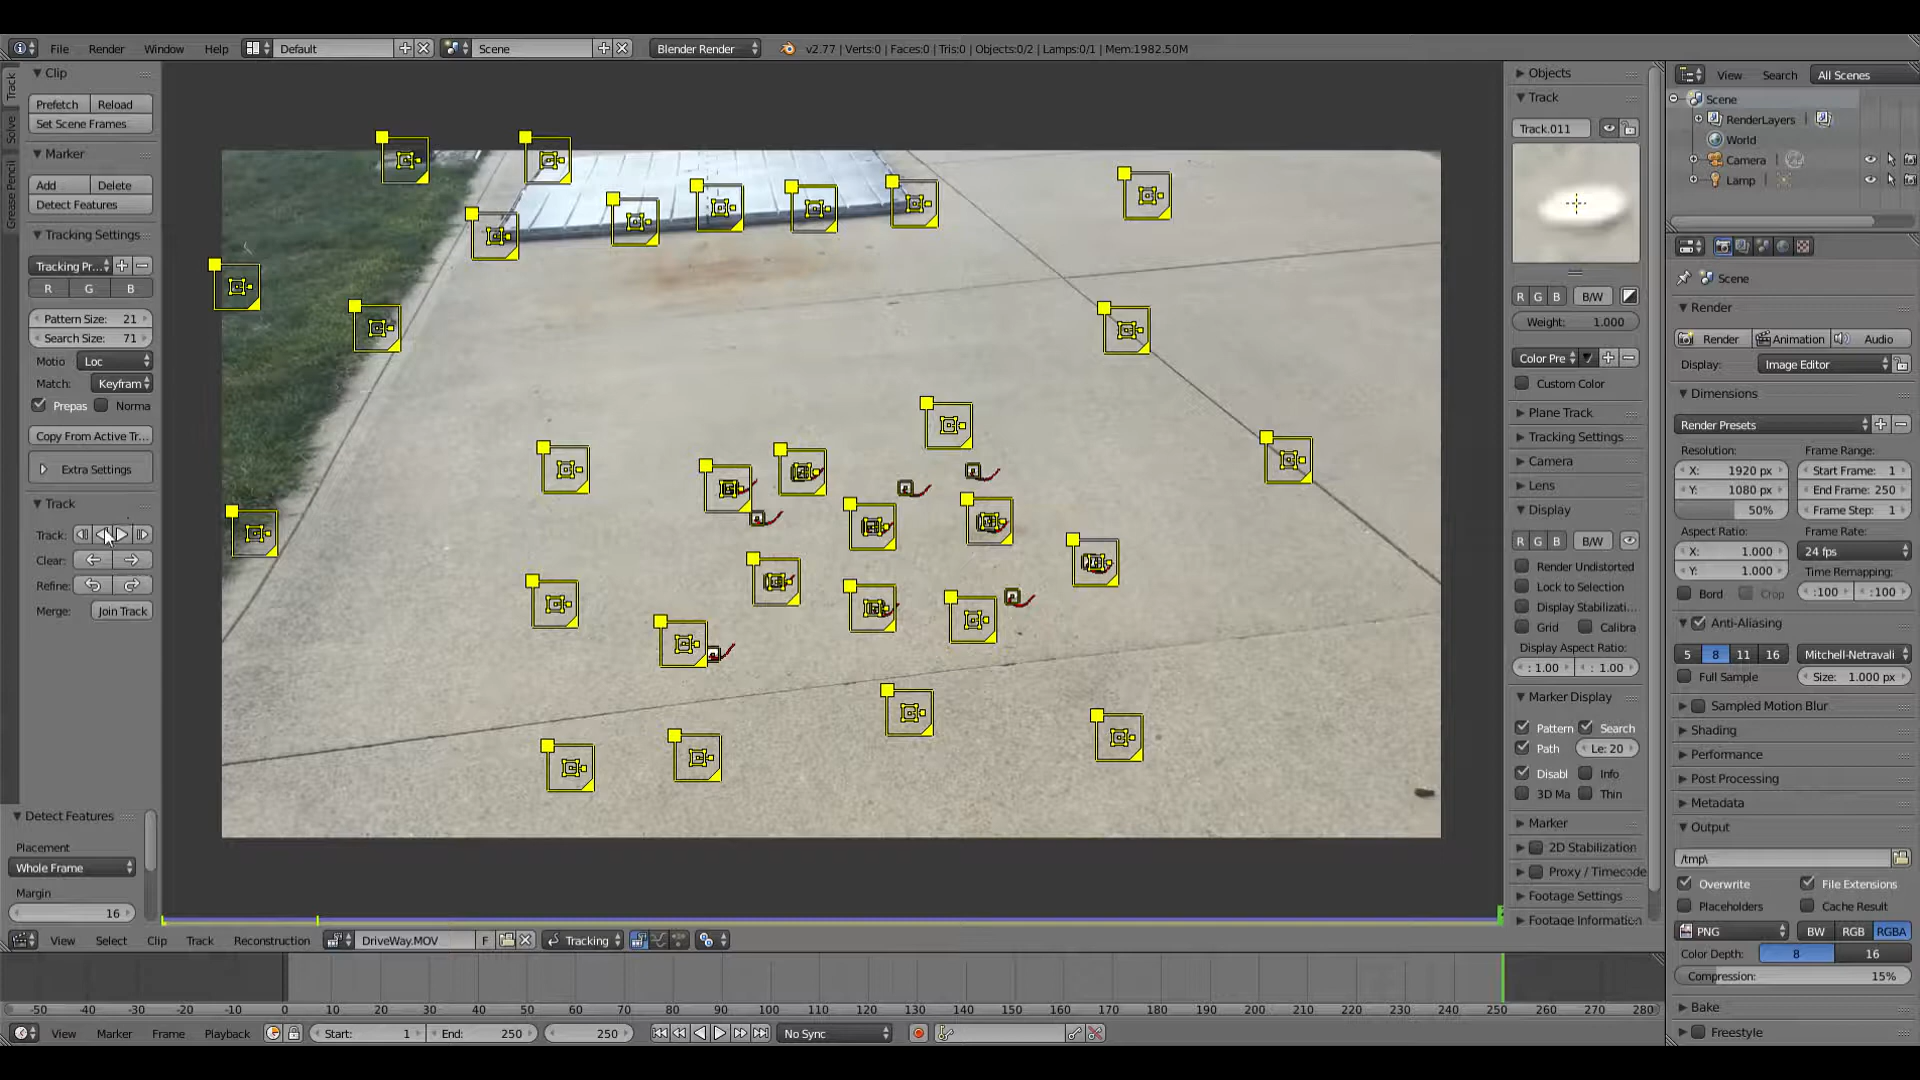 File Render Window Help Default Scene Blender Render v2.77 | Verts:0 | Faces:0 | Tris:0 | Objects:0/2 | Lamps:0/1 | Mem:1982.50M
Track
Solve
Grease Pencil
Clip
Prefetch Reload
Set Scene Frames
Marker
Add Delete
Detect Features
Tracking Settings
Tracking Pr...
R G B
Pattern Size: 21
Search Size: 71
Motio Loc
Match: Keyfram
Prepas Norma
Copy From Active Tr...
Extra Settings
Track
Track:
Clear:
Refine:
Merge: Join Track
Detect Features
Placement
Whole Frame
Margin
16
Objects
Track
Track.011
R G B B/W
Weight: 1.000
Color Pre
Custom Color
Plane Track
Tracking Settings
Camera
Lens
Display
R G B B/W
Render Undistorted
Lock to Selection
Display Stabilizati...
Grid Calibra
Display Aspect Ratio:
: 1.00 : 1.00
Marker Display
Pattern Search
Path Le: 20
Disabl Info
3D Ma Thin
Marker
2D Stabilization
Proxy / Timecode
Footage Settings
Footage Information
View Search All Scenes
Scene
RenderLayers
World
Camera
Lamp
Scene
Render
Render Animation Audio
Display: Image Editor
Dimensions
Render Presets
Resolution: Frame Range:
X: 1920 px Start Frame: 1
Y: 1080 px End Frame: 250
50% Frame Step: 1
Aspect Ratio: Frame Rate:
X: 1.000 24 fps
Y: 1.000 Time Remapping:
Bord Crop :100 :100
Anti-Aliasing
5 8 11 16 Mitchell-Netravali
Full Sample Size: 1.000 px
Sampled Motion Blur
Shading
Performance
Post Processing
Metadata
Output
/tmp\
Overwrite File Extensions
Placeholders Cache Result
PNG BW RGB RGBA
Color Depth: 8 16
Compression: 15%
Bake
Freestyle
View Select Clip Track Reconstruction DriveWay.MOV F Tracking
-50 -40 -30 -20 -10 0 10 20 30 40 50 60 70 80 90 100 110 120 130 140 150 160 170 180 190 200 210 220 230 240 250 260 270 280
View Marker Frame Playback Start: 1 End: 250 250 No Sync